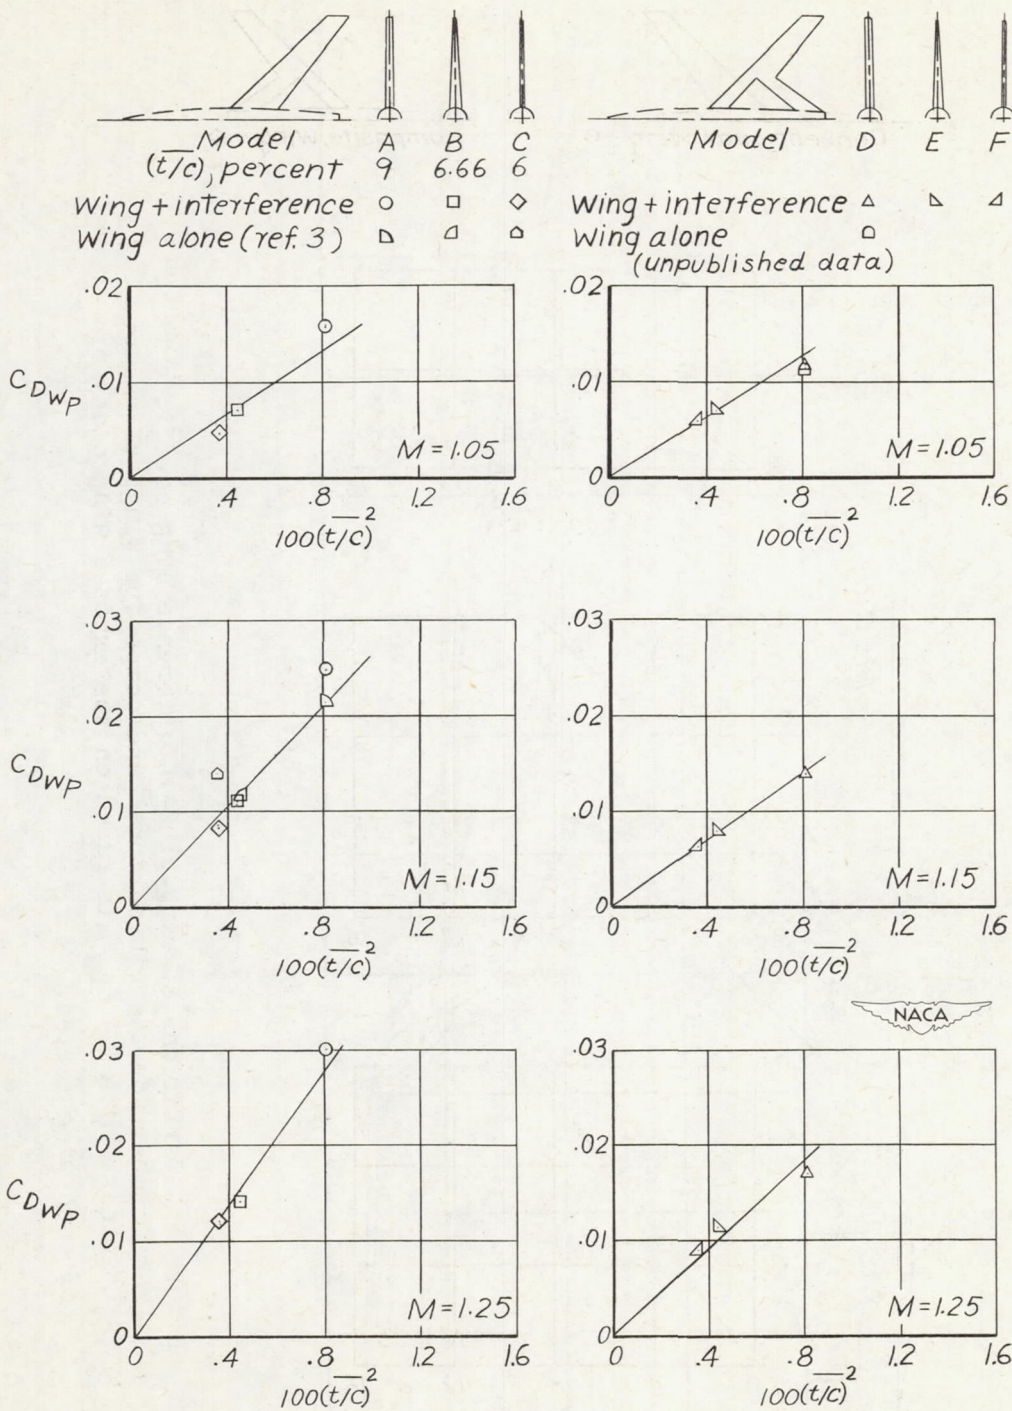 Model A B C
(t/c), percent 9 6.66 6
Wing + interference
Wing alone (ref. 3)
Model D E F
Wing + interference
Wing alone
(unpublished data)
.02
.01
0
CDWP
M = 1.05
0 .4 .8 1.2 1.6
100(t/c)²
.02
.01
0
M = 1.05
0 .4 .8 1.2 1.6
100(t/c)²
.03
.02
.01
0
CDWP
M = 1.15
0 .4 .8 1.2 1.6
100(t/c)²
.03
.02
.01
0
M = 1.15
0 .4 .8 1.2 1.6
100(t/c)²
NACA
.03
.02
.01
0
CDWP
M = 1.25
0 .4 .8 1.2 1.6
100(t/c)²
.03
.02
.01
0
M = 1.25
0 .4 .8 1.2 1.6
100(t/c)²